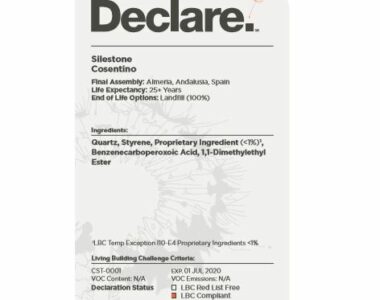 Declare.
Silestone
Cosentino
Final Assembly: Almeria, Andalusia, Spain
Life Expectancy: 25+ Years
End of Life Options: Landfill (100%)
Ingredients:
Quartz, Styrene, Proprietary Ingredient (<1%)¹,
Benzenecarboperoxoic Acid, 1,1-Dimethylethyl
Ester
¹LBC Temp Exception I10-E4 Proprietary Ingredients <1%
Living Building Challenge Criteria:
CST-0001 EXP. 01 JUL 2020
VOC Content: N/A VOC Emissions: N/A
Declaration Status LBC Red List Free
LBC Compliant